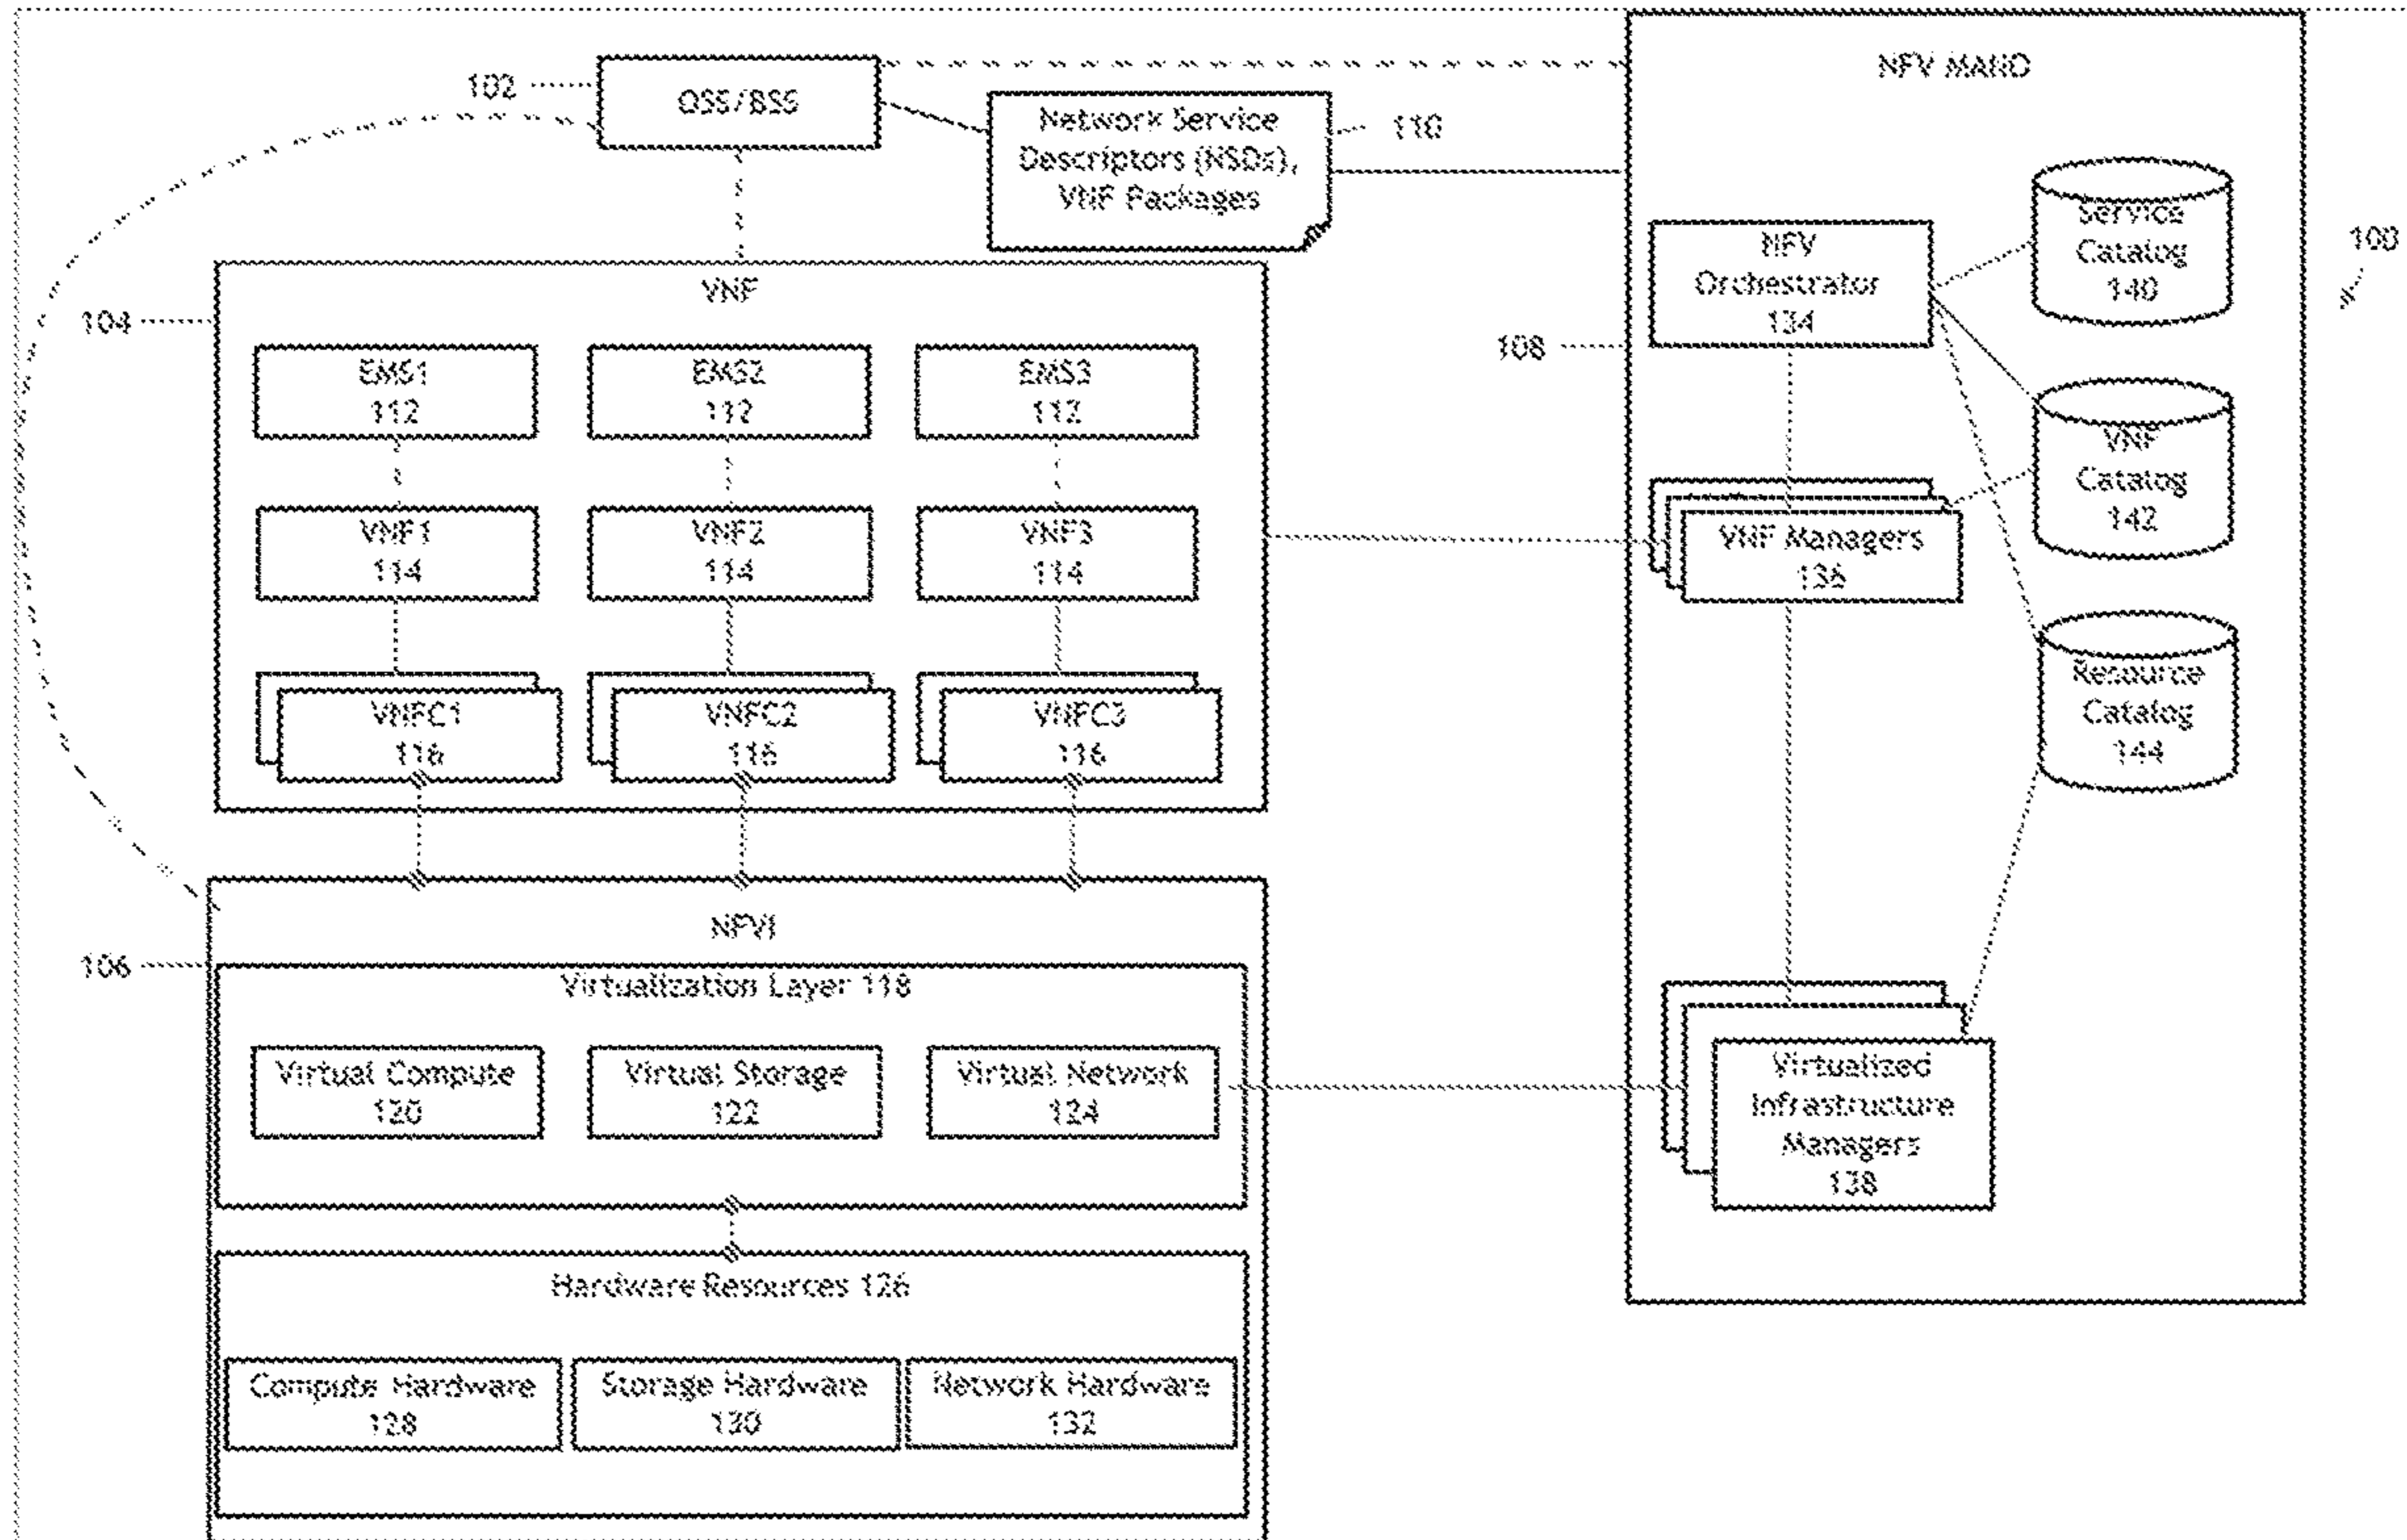 102
OSS/BSS
Network Service
Descriptors (NSDs),
VNF Packages
110
NFV MANO
100
104
VNF
EMS1
112
EMS2
112
EMS3
112
VNF1
114
VNF2
114
VNF3
114
VNFC1
116
VNFC2
116
VNFC3
116
108
NFV
Orchestrator
134
Service
Catalog
140
VNF Managers
136
VNF
Catalog
142
Resource
Catalog
144
NFVI
106
Virtualization Layer 118
Virtual Compute
120
Virtual Storage
122
Virtual Network
124
Virtualized
Infrastructure
Managers
138
Hardware Resources 126
Compute Hardware
128
Storage Hardware
130
Network Hardware
132